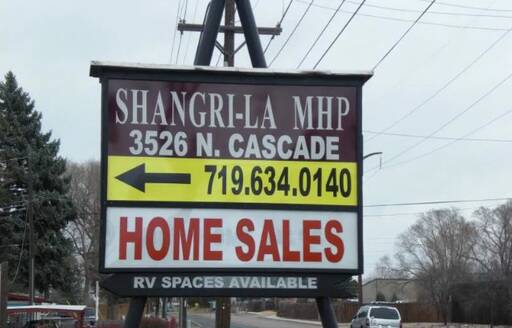 SHANGRI-LA MHP
3526 N. CASCADE
719.634.0140
HOME SALES
RV SPACES AVAILABLE